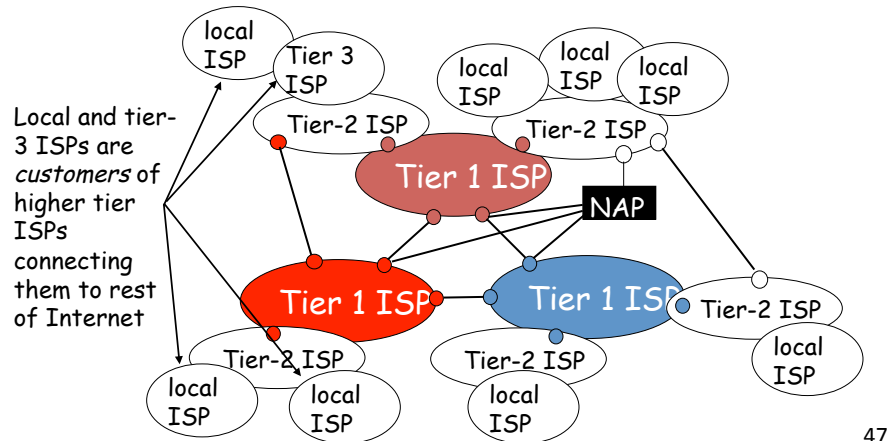 local
ISP
Tier 3
ISP
local
ISP
local
ISP
local
ISP
Tier-2 ISP
Tier-2 ISP
Local and tier-
3 ISPs are
customers of
higher tier
ISPs
connecting
them to rest
of Internet
Tier 1 ISP
NAP
Tier 1 ISP
Tier 1 ISP
Tier-2 ISP
Tier-2 ISP
Tier-2 ISP
local
ISP
local
ISP
local
ISP
local
ISP
47